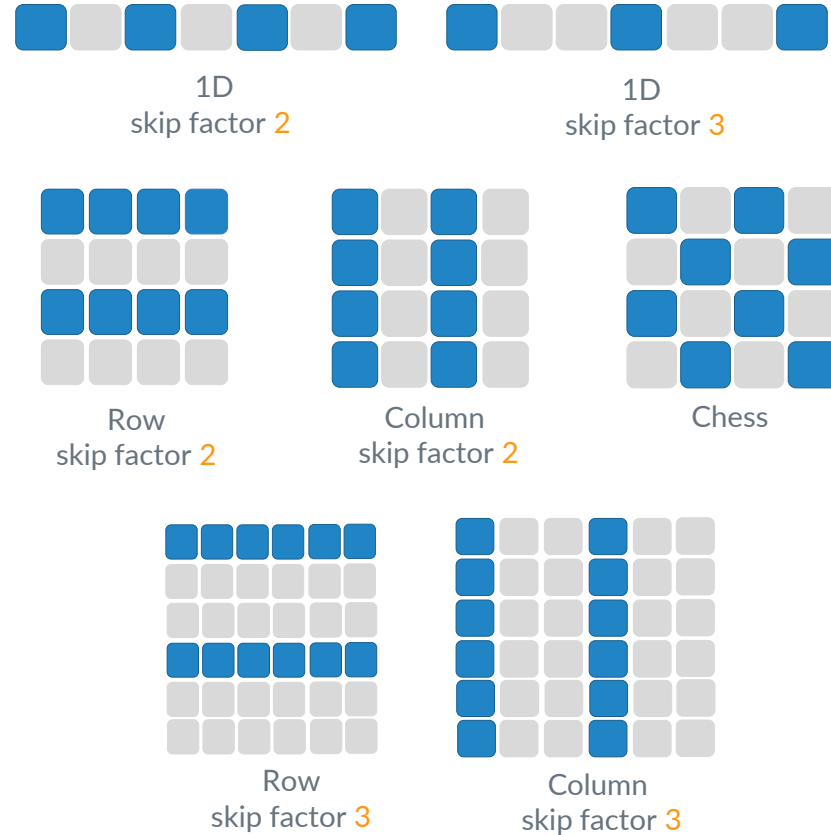 1D
skip factor 2
1D
skip factor 3
Row
skip factor 2
Column
skip factor 2
Chess
Row
skip factor 3
Column
skip factor 3